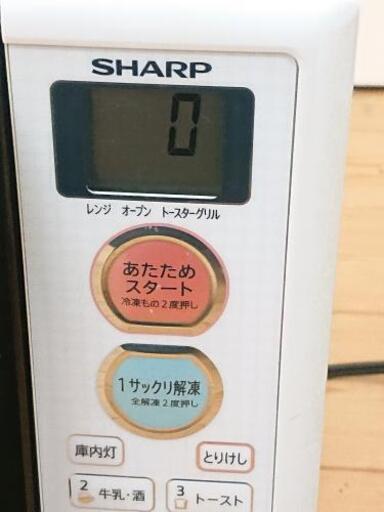 SHARP
0
レンジ オーブン トースターグリル
あたため
スタート
冷凍もの2度押し
1サックリ解凍
全解凍2度押し
庫内灯 とりけし
2 牛乳・酒 3 トースト